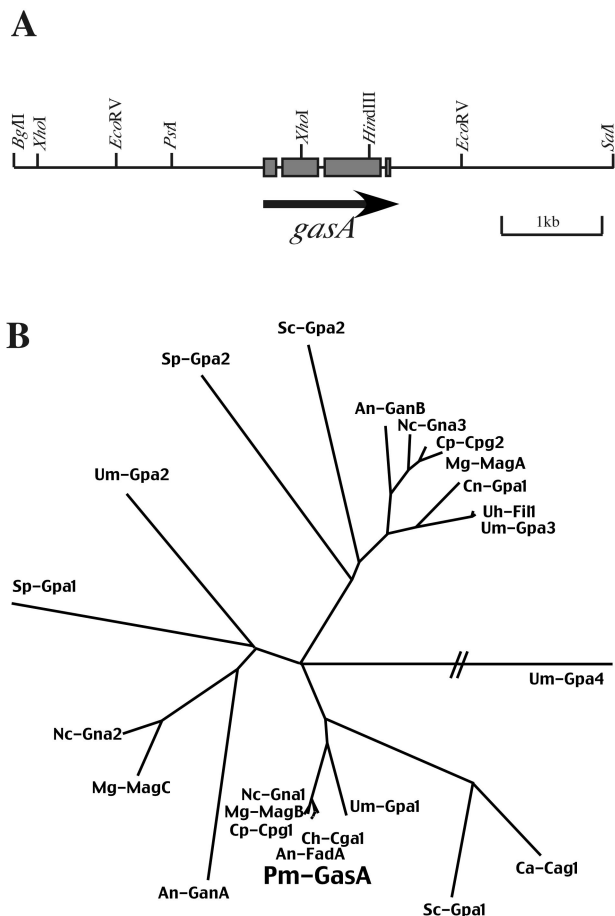 A
BglII XhoI EcoRV PstI XhoI HindIII EcoRV SalI
gasA
1kb
B
Sc-Gpa2
Sp-Gpa2
An-GanB
Nc-Gna3
Cp-Cpg2
Mg-MagA
Um-Gpa2
Cn-Gpa1
Uh-Fil1
Um-Gpa3
Sp-Gpa1
Um-Gpa4
Nc-Gna2
Mg-MagC
Nc-Gna1
Mg-MagB
Um-Gpa1
Cp-Cpg1
Ch-Cga1
An-FadA
Pm-GasA
Ca-Cag1
An-GanA
Sc-Gpa1